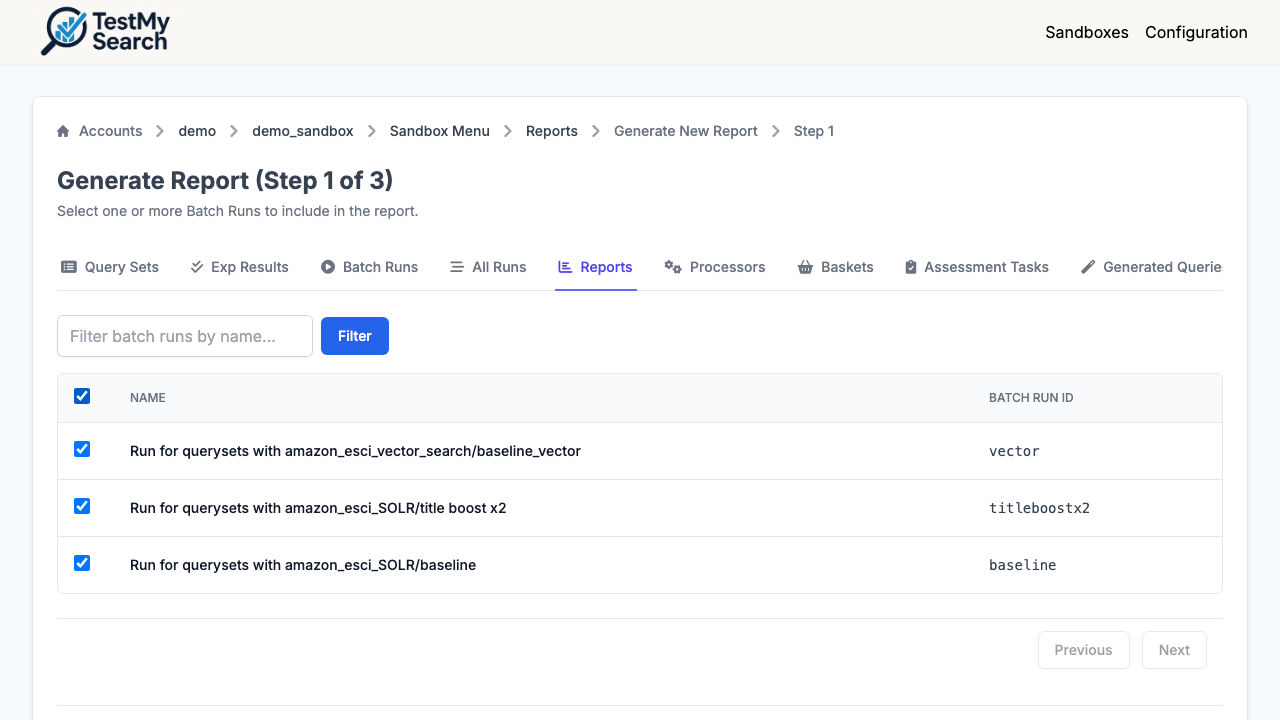 TestMy
Search
Sandboxes Configuration
Accounts demo demo_sandbox Sandbox Menu Reports Generate New Report Step 1
Generate Report (Step 1 of 3)
Select one or more Batch Runs to include in the report.
Query Sets Exp Results Batch Runs All Runs Reports Processors Baskets Assessment Tasks Generated Querie
Filter batch runs by name... Filter
NAME BATCH RUN ID
Run for querysets with amazon_esci_vector_search/baseline_vector vector
Run for querysets with amazon_esci_SOLR/title boost x2 titleboostx2
Run for querysets with amazon_esci_SOLR/baseline baseline
Previous Next